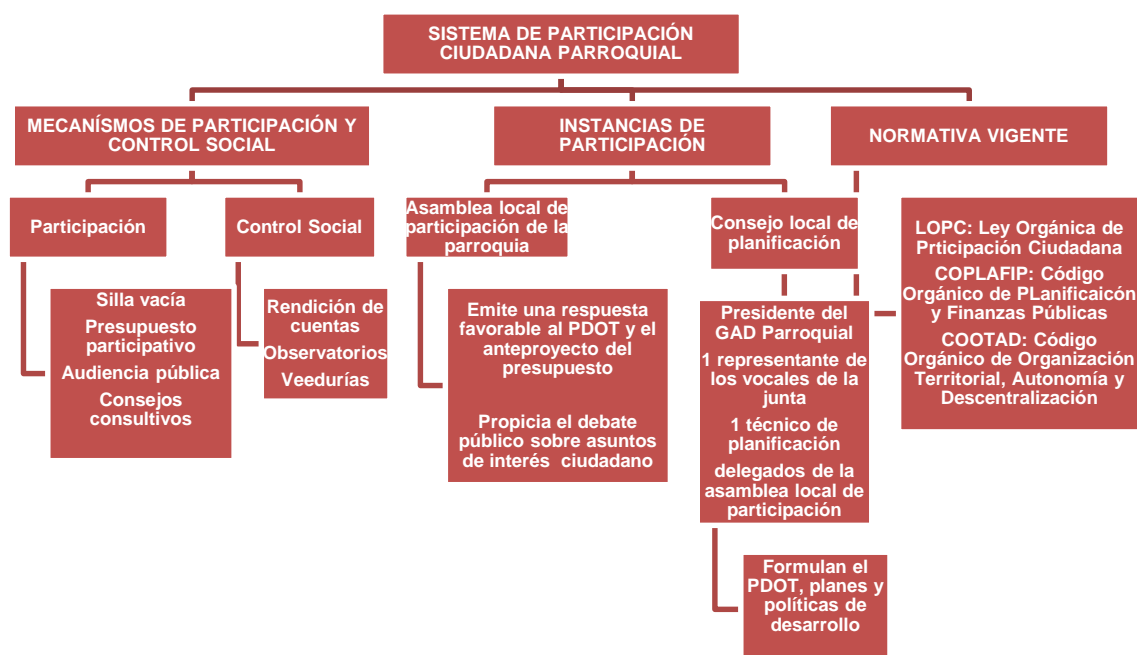 SISTEMA DE PARTICIPACIÓN
CIUDADANA PARROQUIAL
MECANÍSMOS DE PARTICIPACIÓN Y
CONTROL SOCIAL
INSTANCIAS DE
PARTICIPACIÓN
NORMATIVA VIGENTE
Participación
Control Social
Asamblea local de
participación de la
parroquia
Consejo local de
planificación
LOPC: Ley Orgánica de
Prticipación Ciudadana
COPLAFIP: Código
Orgánico de PLanificaicón
y Finanzas Públicas
COOTAD: Código
Orgánico de Organización
Territorial, Autonomía y
Descentralización
Silla vacía
Presupuesto
participativo
Audiencia pública
Consejos
consultivos
Rendición de
cuentas
Observatorios
Veedurías
Emite una respuesta
favorable al PDOT y el
anteproyecto del
presupuesto
Propicia el debate
público sobre asuntos
de interés ciudadano
Presidente del
GAD Parroquial
1 representante de
los vocales de la
junta
1 técnico de
planificación
delegados de la
asamblea local de
participación
Formulan el
PDOT, planes y
políticas de
desarrollo